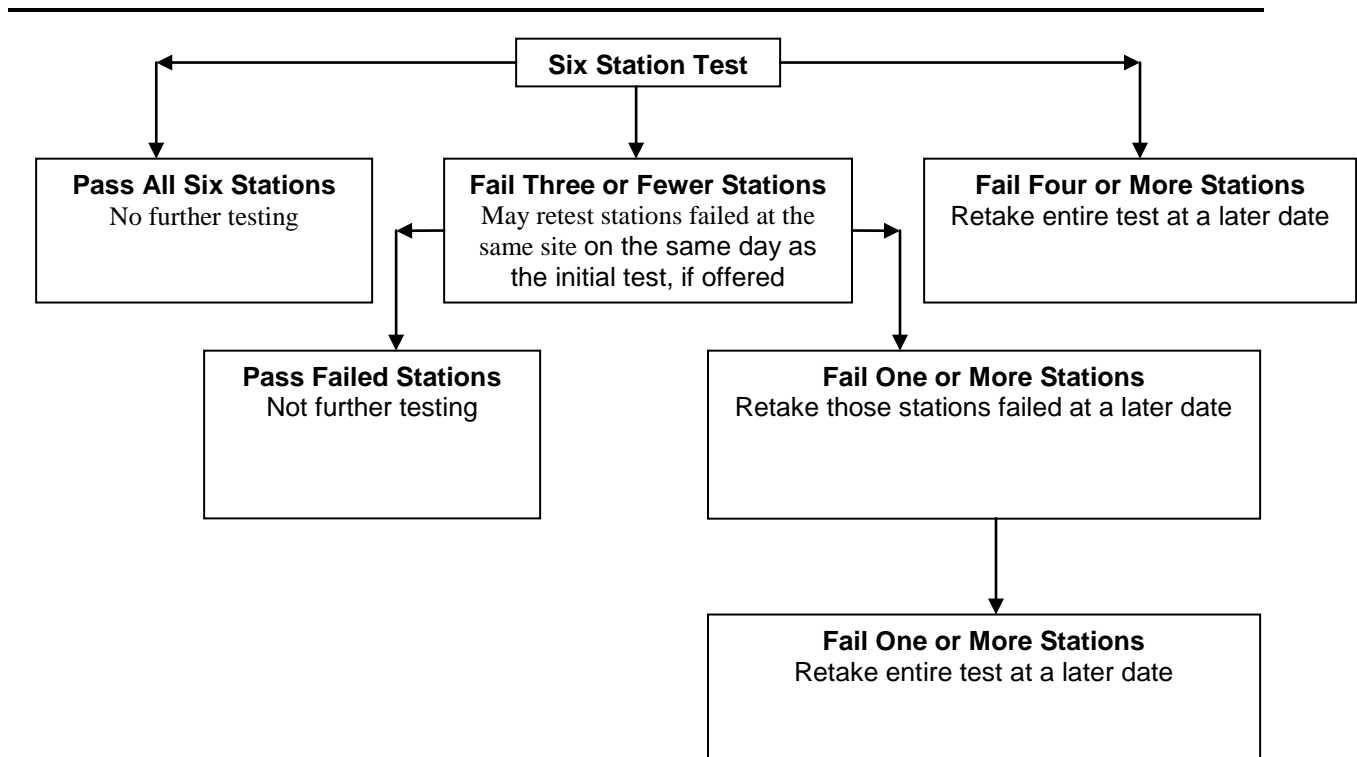 Six Station Test
Pass All Six Stations
No further testing
Fail Three or Fewer Stations
May retest stations failed at the
same site on the same day as
the initial test, if offered
Fail Four or More Stations
Retake entire test at a later date
Pass Failed Stations
Not further testing
Fail One or More Stations
Retake those stations failed at a later date
Fail One or More Stations
Retake entire test at a later date